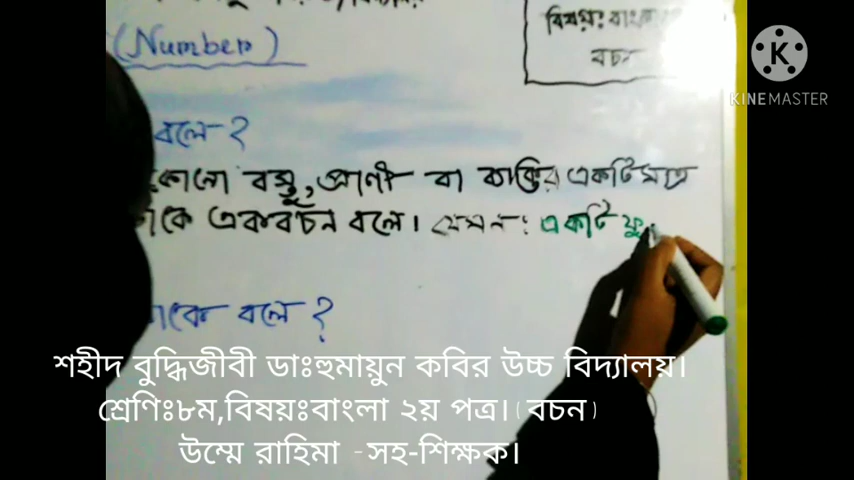 (Number)
বিষয়ঃ বাংলা
বচন
KINEMASTER
বলে ?
কোনো বস্তু, প্রাণী বা ব্যক্তির একটিমাত্র
একবচন বলে। যেমন: একটি ফু
কাকে বলে ?
শহীদ বুদ্ধিজীবী ডাঃহুমায়ুন কবির উচ্চ বিদ্যালয়।
শ্রেণিঃ৮ম,বিষয়ঃবাংলা ২য় পত্র। (বচন)
উম্মে রাহিমা -সহ-শিক্ষক।